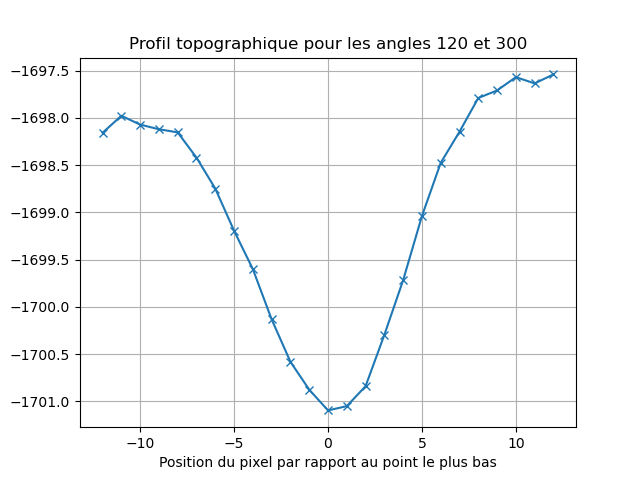 Profil topographique pour les angles 120 et 300
−1697.5
−1698.0
−1698.5
−1699.0
−1699.5
−1700.0
−1700.5
−1701.0
−10 −5 0 5 10
Position du pixel par rapport au point le plus bas